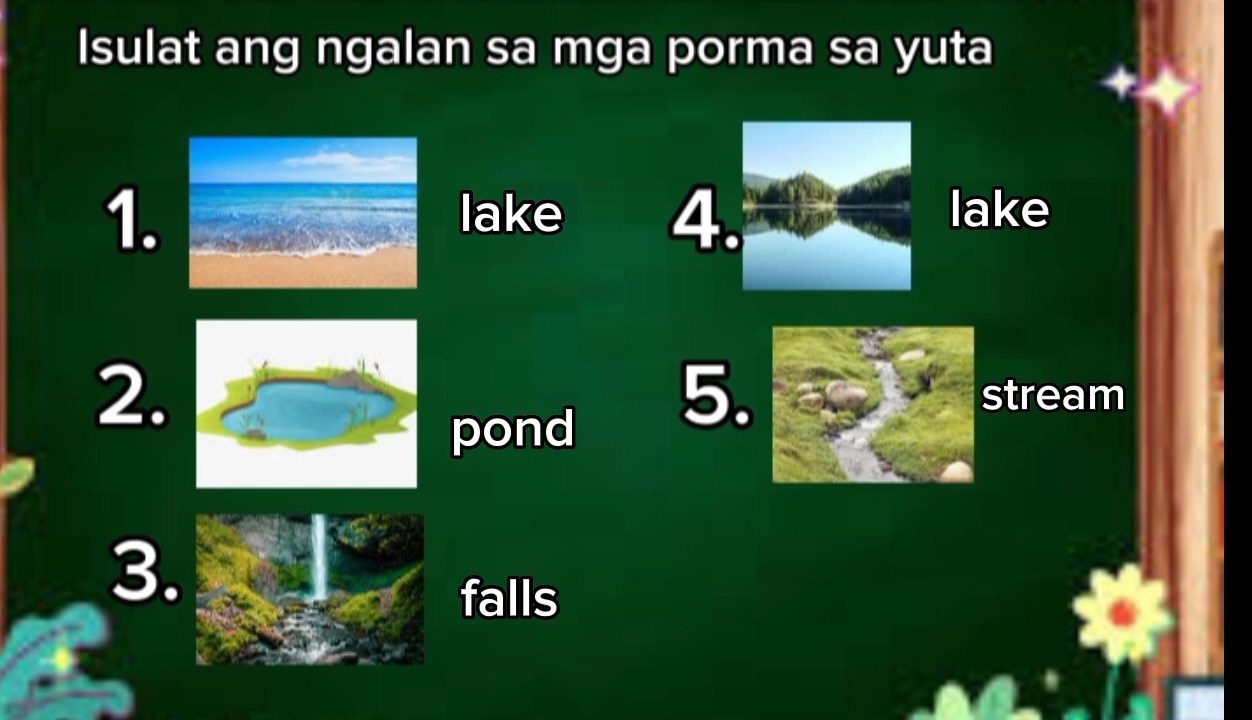 Isulat ang ngalan sa mga porma sa yuta
1. lake
2. pond
3. falls
4. lake
5. stream